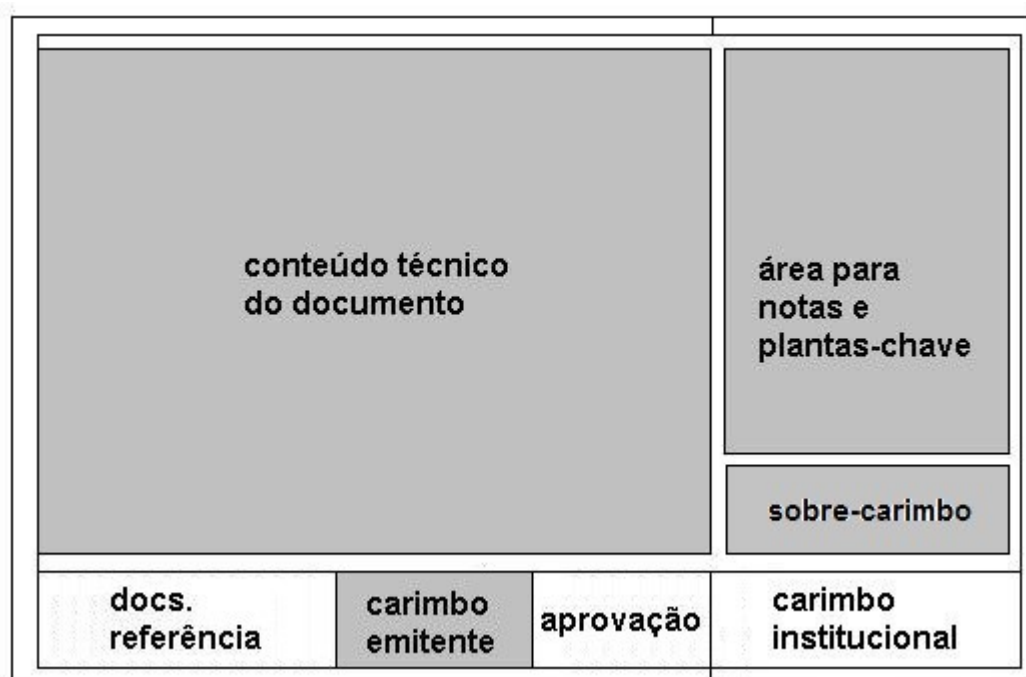 conteúdo técnico
do documento
área para
notas e
plantas-chave
sobre-carimbo
docs.
referência
carimbo
emitente
aprovação
carimbo
institucional